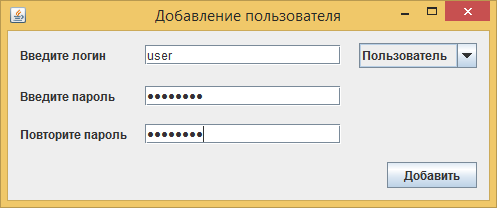 Добавление пользователя
Введите логин user Пользователь
Введите пароль ●●●●●●●●
Повторите пароль ●●●●●●●●
Добавить